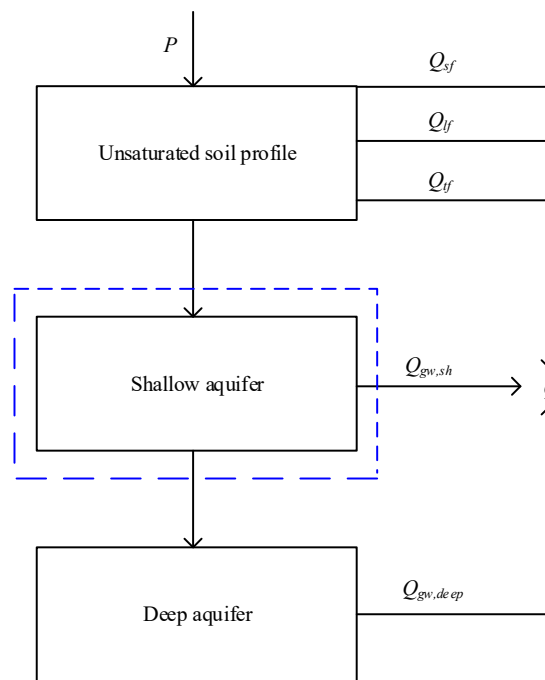 P
Q_sf
Unsaturated soil profile
Q_lf
Q_tf
Shallow aquifer
Q_gw,sh
Deep aquifer
Q_gw,deep